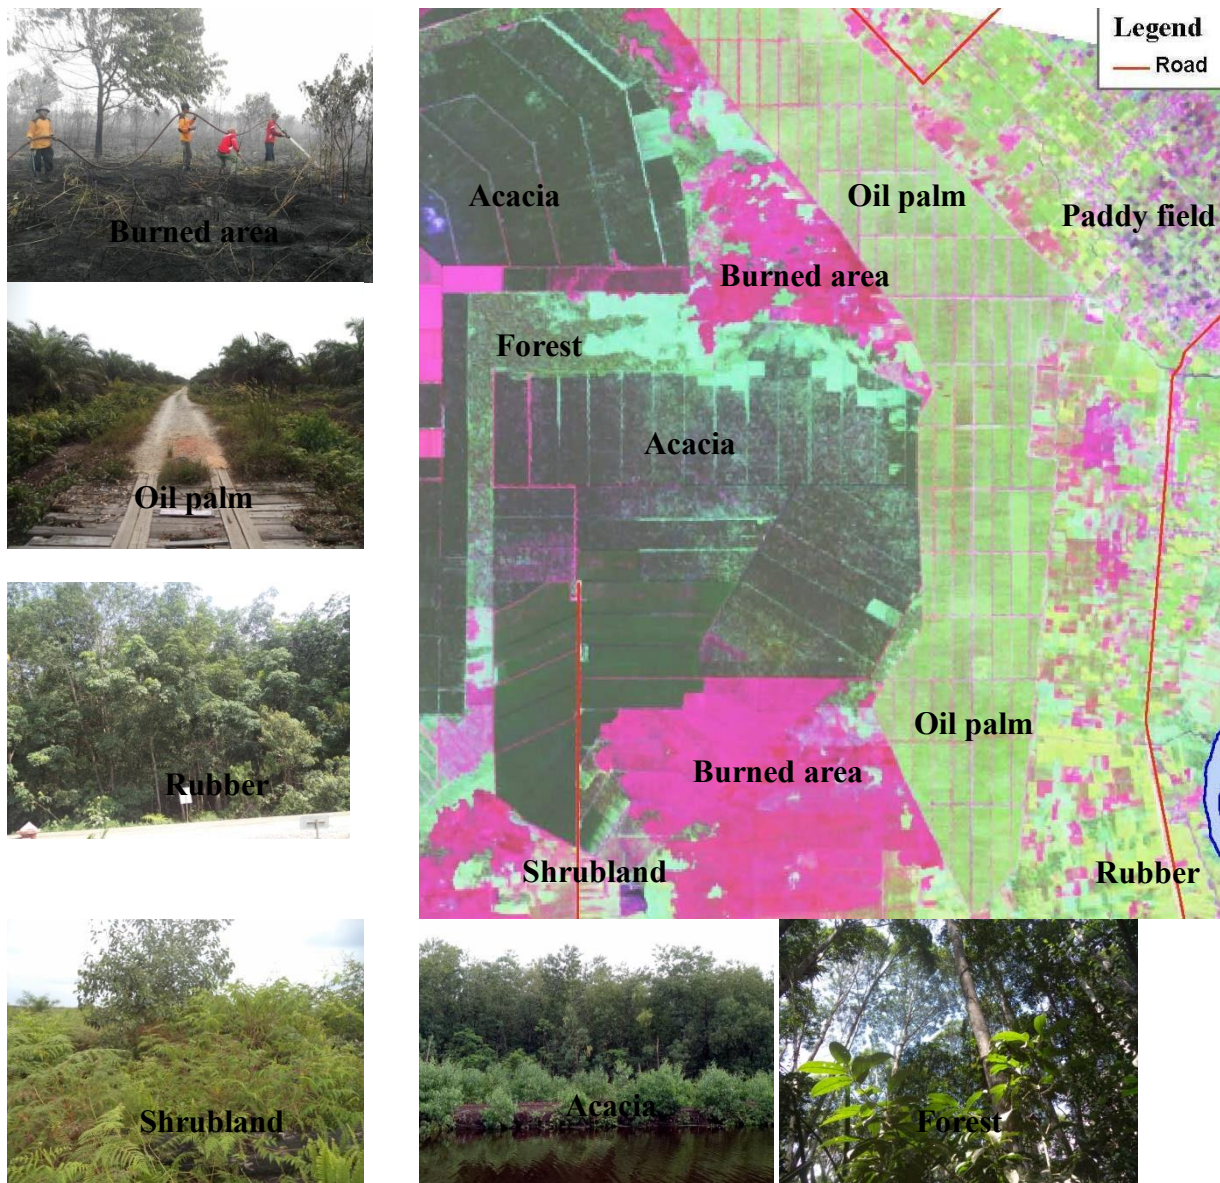 Legend
Road
Acacia
Oil palm
Paddy field
Burned area
Burned area
Forest
Oil palm
Acacia
Oil palm
Burned area
Rubber
Shrubland
Rubber
Shrubland
Acacia
Forest